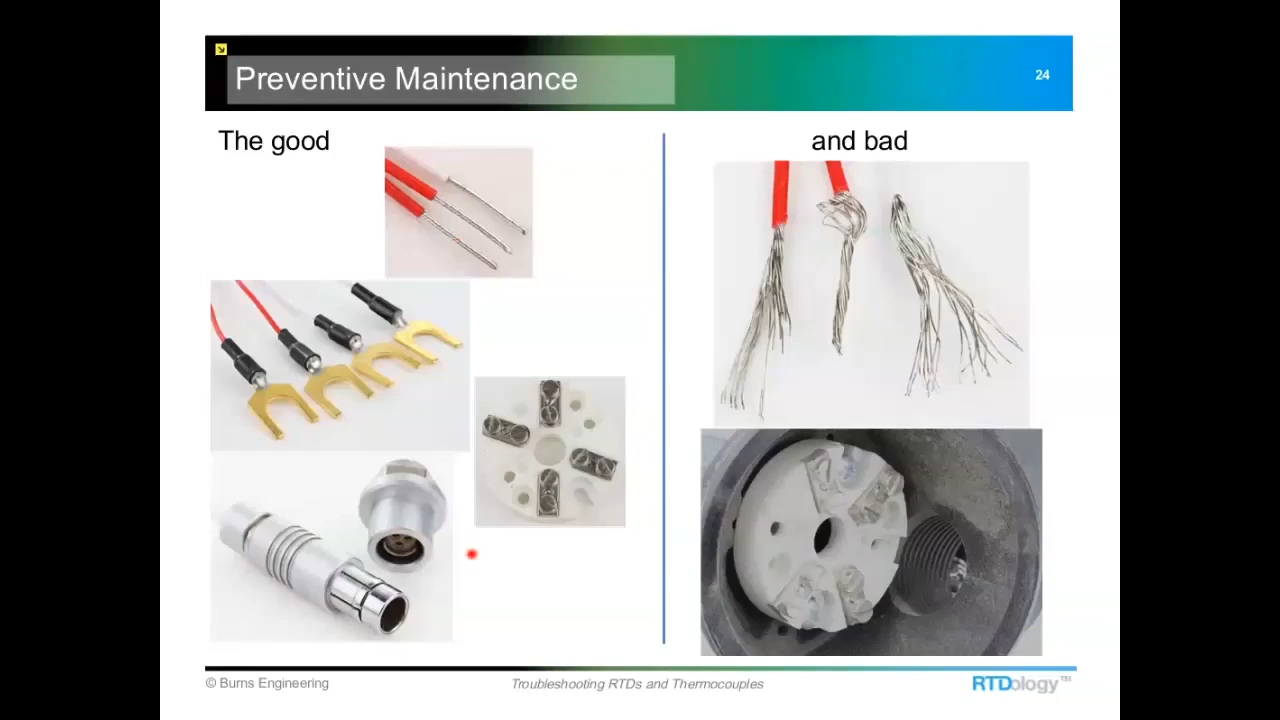 Preventive Maintenance
24
The good
and bad
© Burns Engineering
Troubleshooting RTDs and Thermocouples
RTDology™